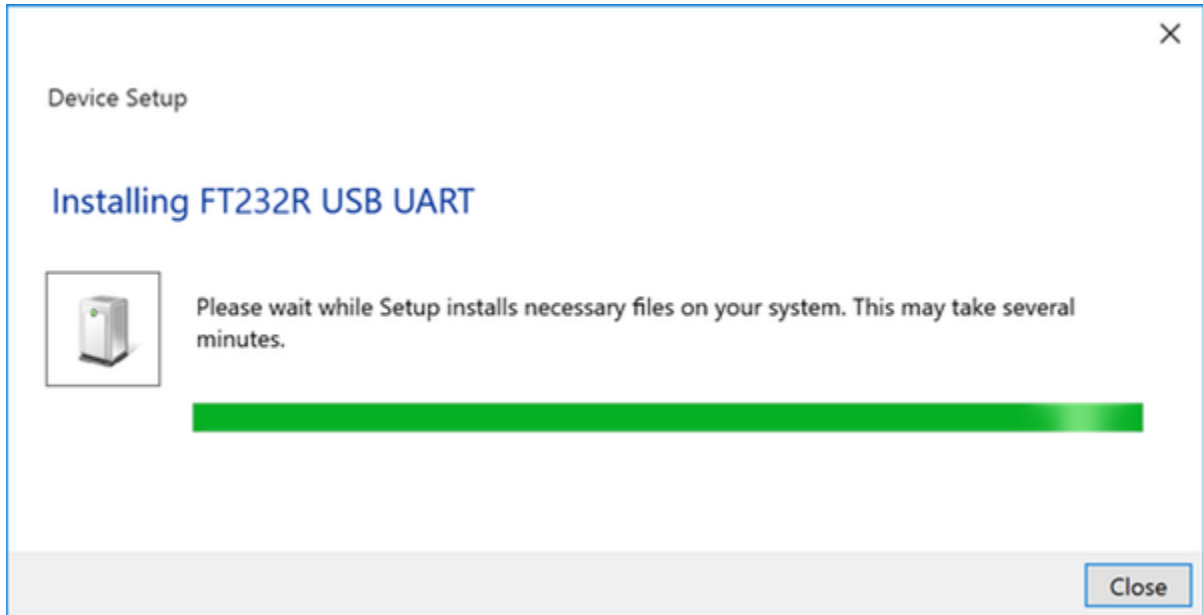 Device Setup
Installing FT232R USB UART
Please wait while Setup installs necessary files on your system. This may take several
minutes.
Close